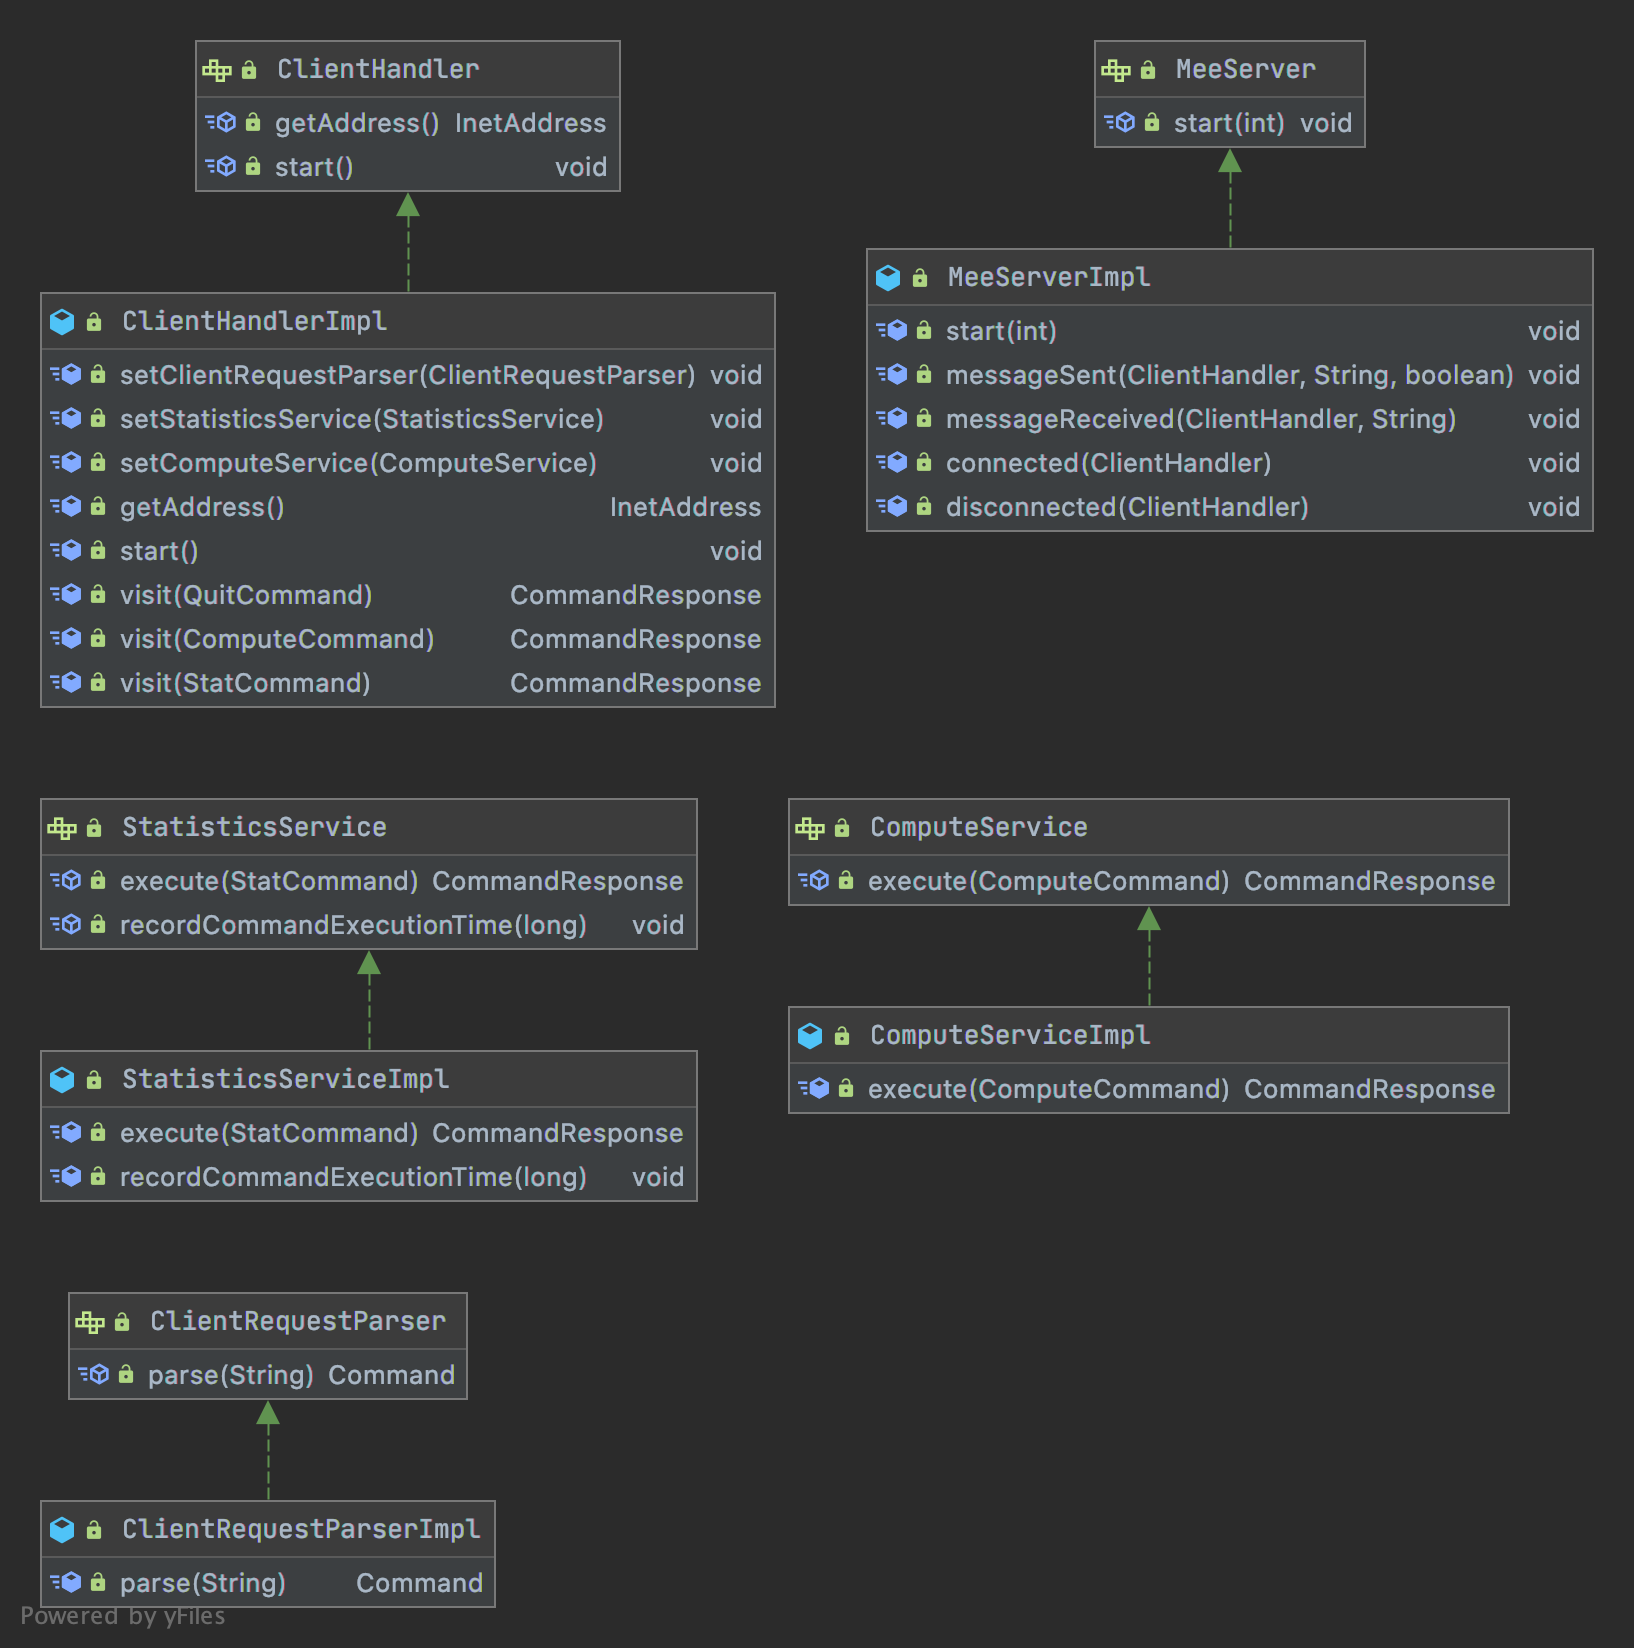 ClientHandler
getAddress() InetAddress
start() void
MeeServer
start(int) void
ClientHandlerImpl
setClientRequestParser(ClientRequestParser) void
setStatisticsService(StatisticsService) void
setComputeService(ComputeService) void
getAddress() InetAddress
start() void
visit(QuitCommand) CommandResponse
visit(ComputeCommand) CommandResponse
visit(StatCommand) CommandResponse
MeeServerImpl
start(int) void
messageSent(ClientHandler, String, boolean) void
messageReceived(ClientHandler, String) void
connected(ClientHandler) void
disconnected(ClientHandler) void
StatisticsService
execute(StatCommand) CommandResponse
recordCommandExecutionTime(long) void
ComputeService
execute(ComputeCommand) CommandResponse
StatisticsServiceImpl
execute(StatCommand) CommandResponse
recordCommandExecutionTime(long) void
ComputeServiceImpl
execute(ComputeCommand) CommandResponse
ClientRequestParser
parse(String) Command
ClientRequestParserImpl
parse(String) Command
Powered by yFiles